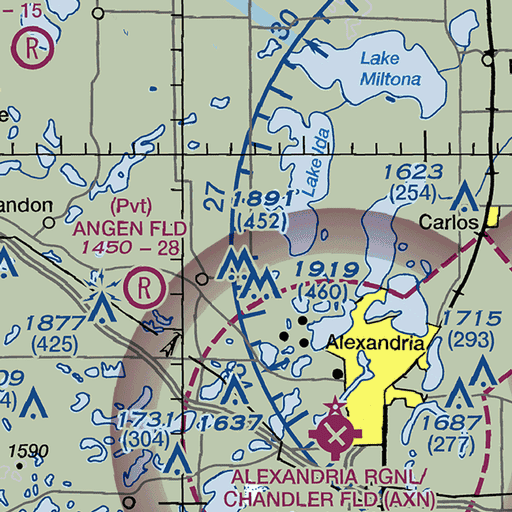 - 15
R
30
Lake
Miltona
Lake Ida
1623
(254)
andon
(Pvt)
ANGEN FLD
1450 - 28
R
27
1891
(452)
Carlos
1919
(460)
1877
(425)
Alexandria
1715
(293)
09
4)
1731
(304)
1637
1687
(277)
1590
ALEXANDRIA RGNL/
CHANDLER FLD (AXN)